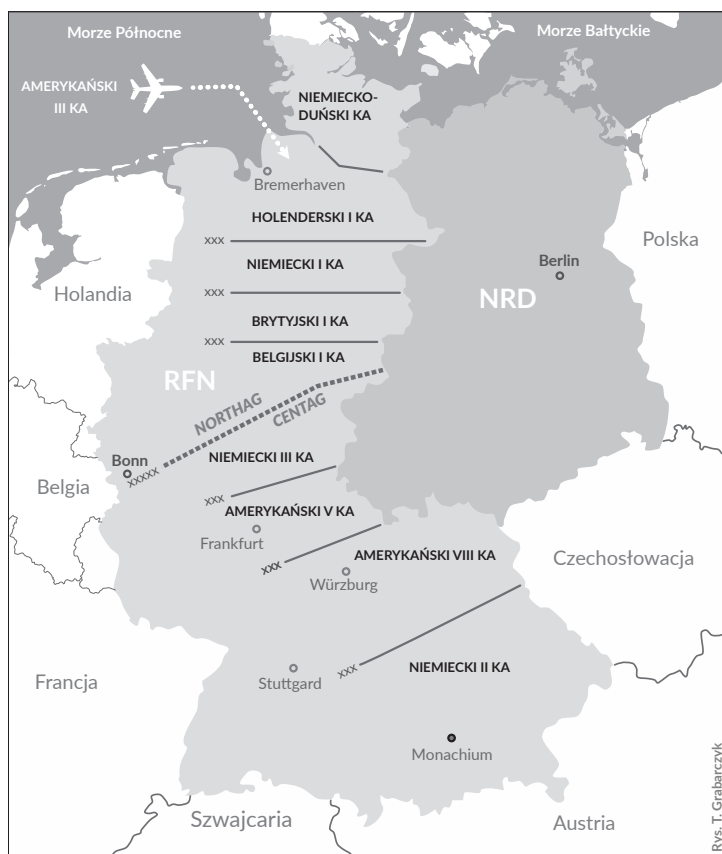 Morze Północne
Morze Bałtyckie
AMERYKAŃSKI
III KA
NIEMIECKO-
DUŃSKI KA
Bremerhaven
HOLENDERSKI I KA
xxx
Polska
NIEMIECKI I KA
Berlin
Holandia
xxx
NRD
BRYTYJSKI I KA
xxx
BELGIJSKI I KA
RFN
NORTHAG
CENTAG
Bonn
xxxxx
NIEMIECKI III KA
Belgia
xxx
AMERYKAŃSKI V KA
Frankfurt
AMERYKAŃSKI VIII KA
Czechosłowacja
xxx
Würzburg
NIEMIECKI II KA
xxx
Stuttgard
Francja
Monachium
Szwajcaria
Austria
Rys. T. Grabarczyk